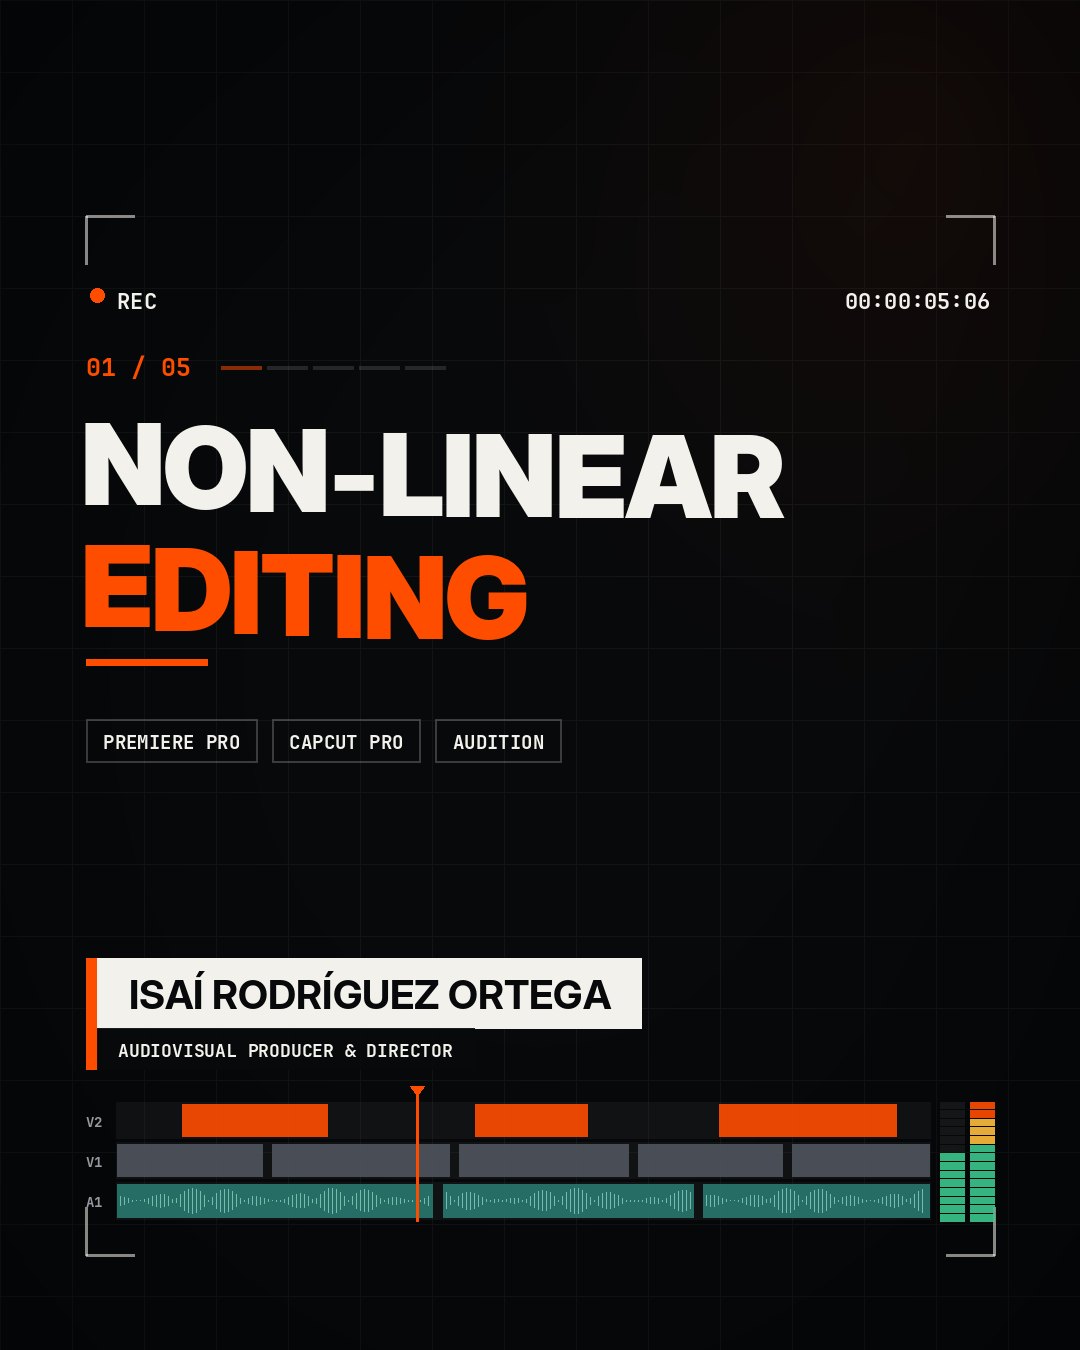 REC
00:00:05:06
01 / 05
NON-LINEAR
EDITING
PREMIERE PRO
CAPCUT PRO
AUDITION
ISAÍ RODRÍGUEZ ORTEGA
AUDIOVISUAL PRODUCER & DIRECTOR
V2
V1
A1